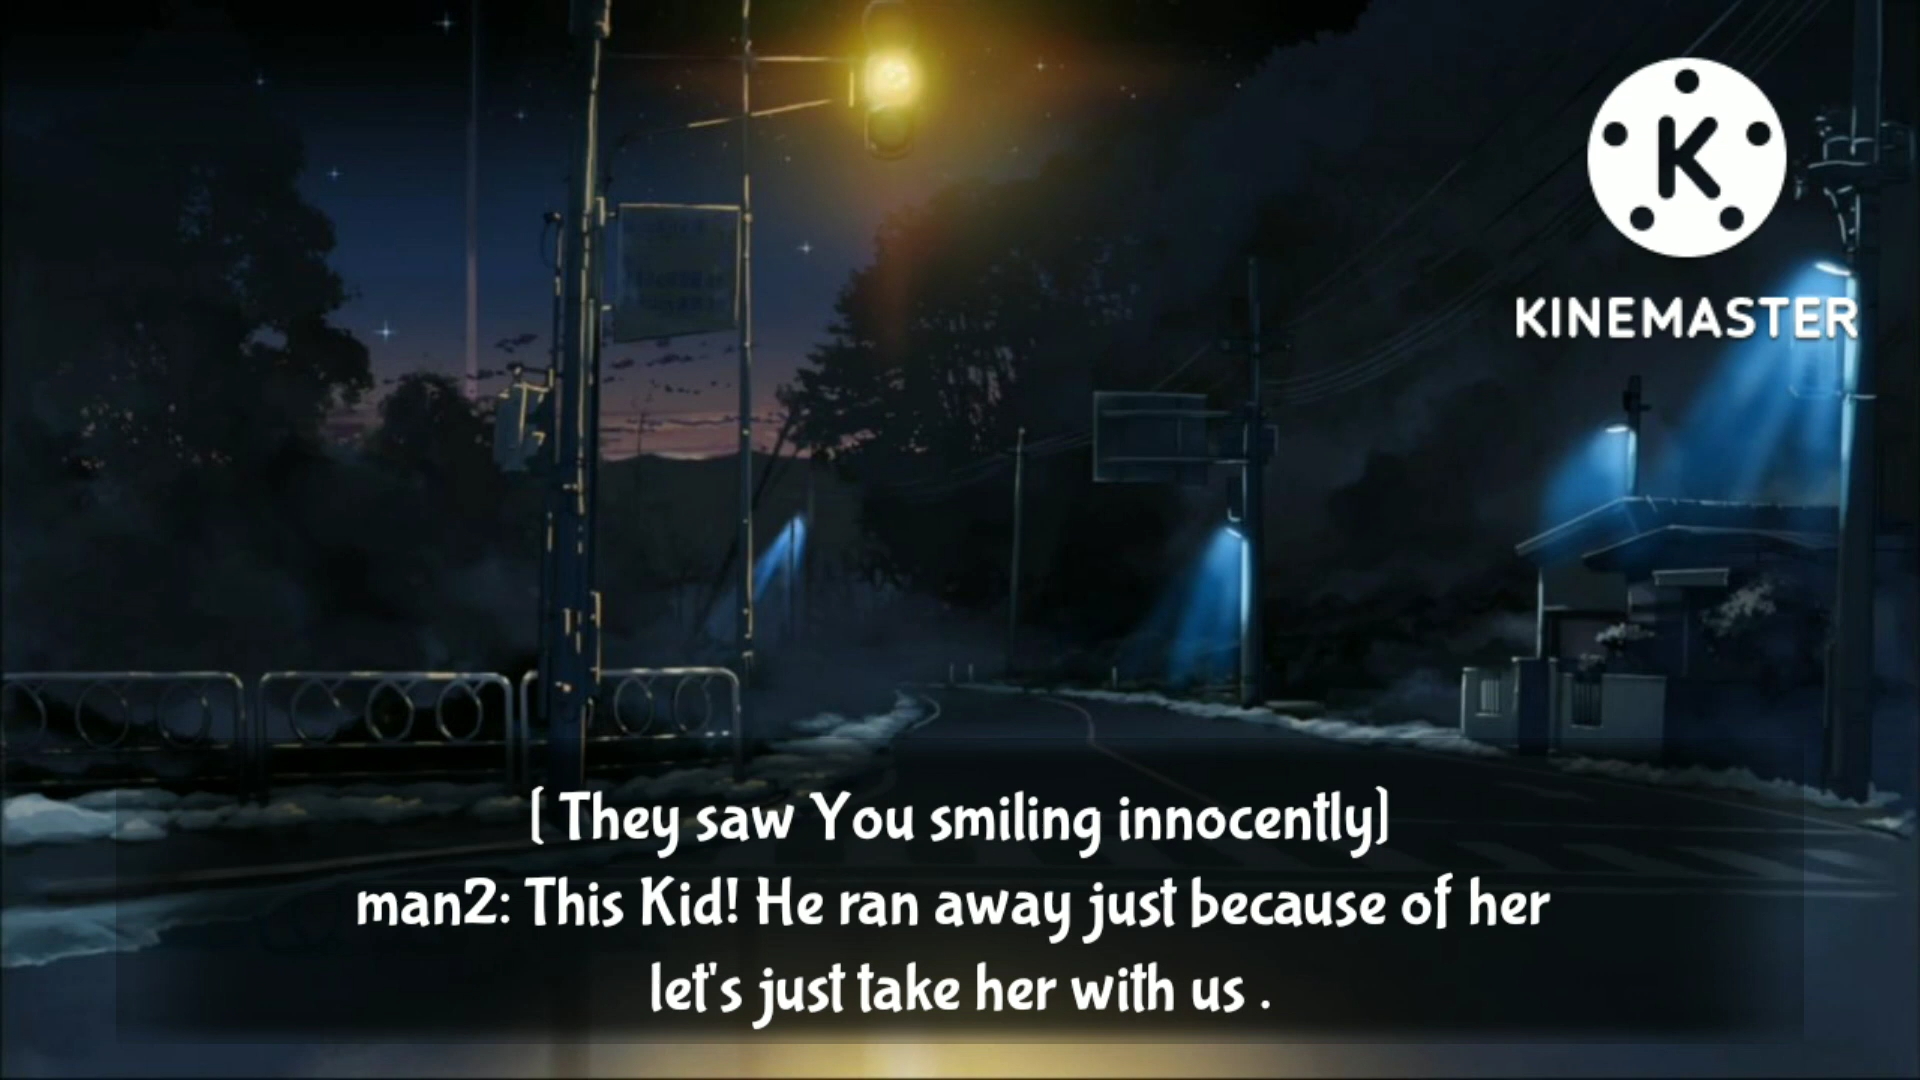 K
KINEMASTER
( They saw You smiling innocently)
man2: This Kid! He ran away just because of her
let's just take her with us .